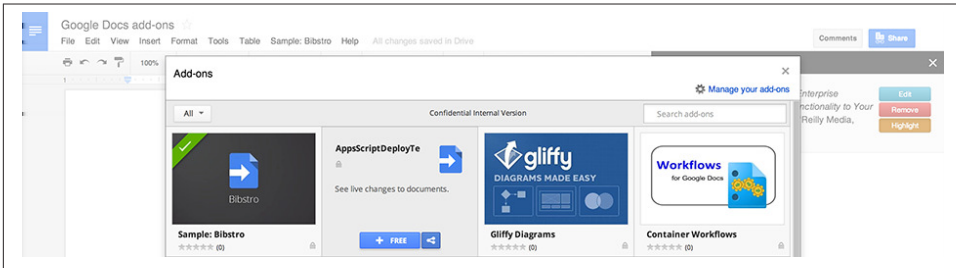 Google Docs add-ons
File Edit View Insert Format Tools Table Sample: Bibstro Help All changes saved in Drive
Comments
Share
100%
Add-ons
Manage your add-ons
All
Confidential Internal Version
Search add-ons
nterprise
nctionality to Your
'Reilly Media,
Edit
Remove
Highlight
Bibstro
Sample: Bibstro
(0)
AppsScriptDeployTe
See live changes to documents.
+ FREE
gliffy
DIAGRAMS MADE EASY
Gliffy Diagrams
(0)
Workflows
for Google Docs
Container Workflows
(0)